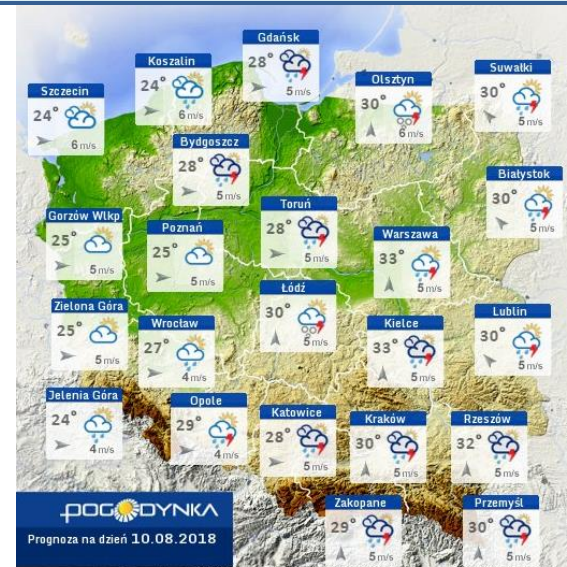 Gdańsk
28°
5 m/s
Koszalin
24°
6 m/s
Suwałki
30°
5 m/s
Olsztyn
30°
6 m/s
Szczecin
24°
6 m/s
Bydgoszcz
28°
5 m/s
Białystok
30°
5 m/s
Toruń
28°
5 m/s
Gorzów Wlkp
25°
5 m/s
Poznań
25°
5 m/s
Warszawa
33°
5 m/s
Łódź
30°
5 m/s
Zielona Góra
25°
5 m/s
Wrocław
27°
4 m/s
Kielce
33°
5 m/s
Lublin
30°
5 m/s
Jelenia Góra
24°
4 m/s
Opole
29°
4 m/s
Katowice
28°
5 m/s
Kraków
30°
5 m/s
Rzeszów
32°
5 m/s
Zakopane
29°
5 m/s
Przemyśl
30°
5 m/s
POGODYNKA
Prognoza na dzień 10.08.2018